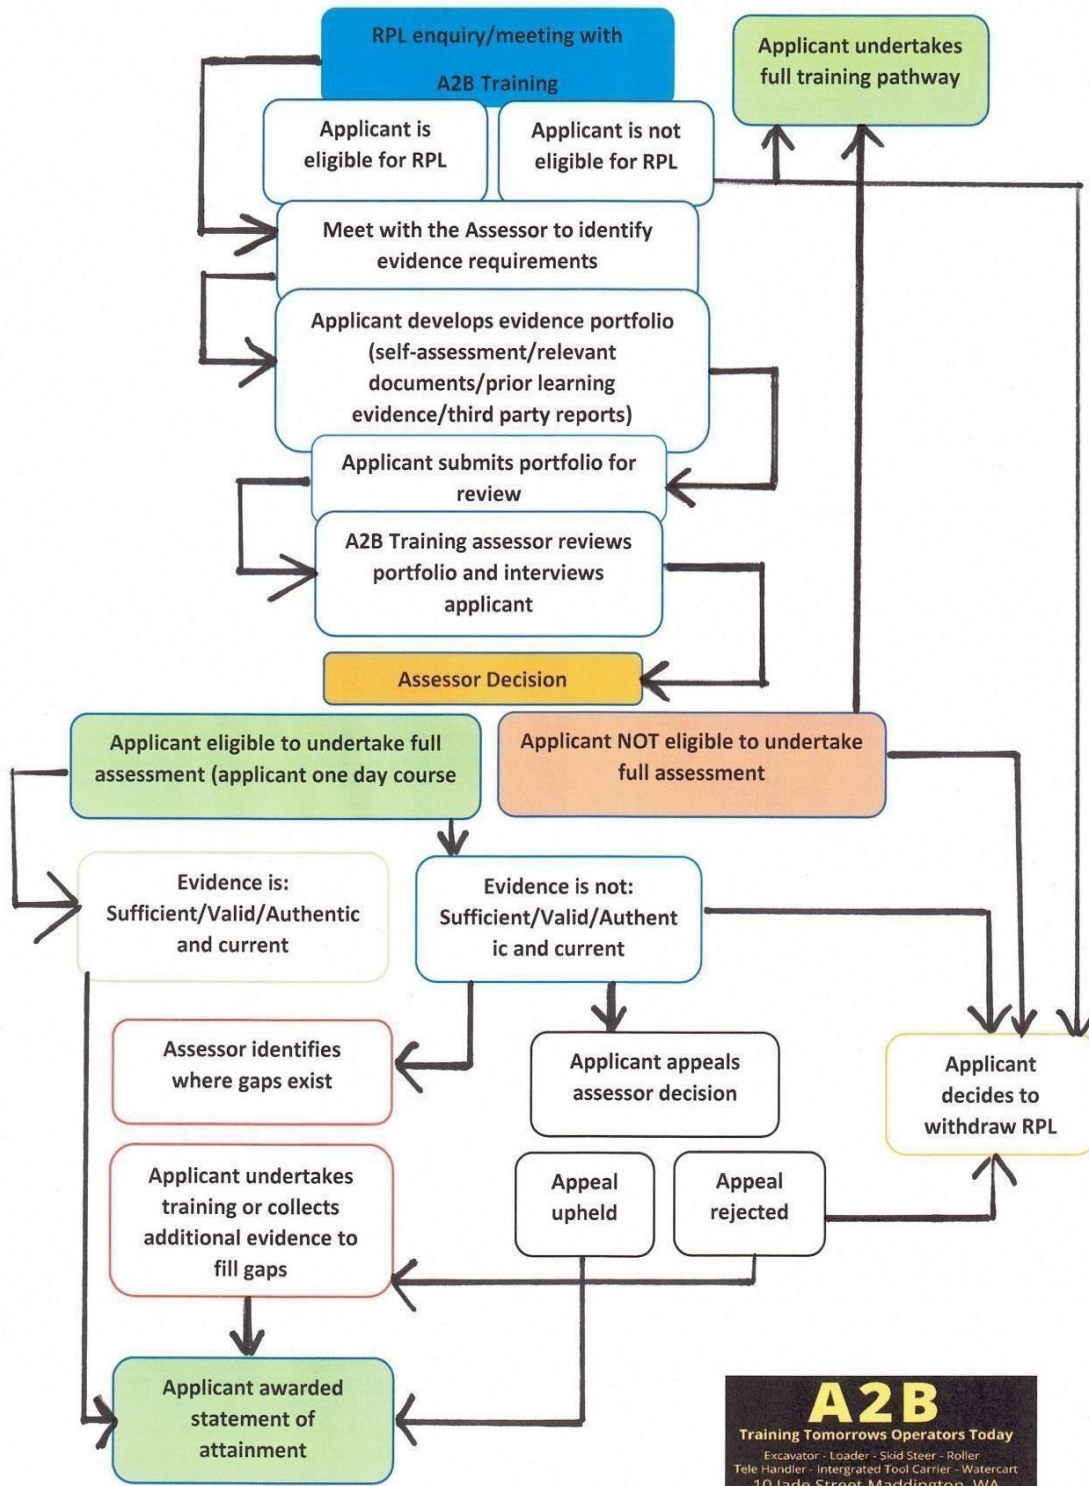 RPL enquiry/meeting with
A2B Training
Applicant undertakes
full training pathway
Applicant is
eligible for RPL
Applicant is not
eligible for RPL
Meet with the Assessor to identify
evidence requirements
Applicant develops evidence portfolio
(self-assessment/relevant
documents/prior learning
evidence/third party reports)
Applicant submits portfolio for
review
A2B Training assessor reviews
portfolio and interviews
applicant
Assessor Decision
Applicant eligible to undertake full
assessment (applicant one day course
Applicant NOT eligible to undertake
full assessment
Evidence is:
Sufficient/Valid/Authentic
and current
Evidence is not:
Sufficient/Valid/Authent
ic and current
Assessor identifies
where gaps exist
Applicant appeals
assessor decision
Applicant
decides to
withdraw RPL
Applicant undertakes
training or collects
additional evidence to
fill gaps
Appeal
upheld
Appeal
rejected
Applicant awarded
statement of
attainment
A2B
Training Tomorrows Operators Today
Excavator - Loader - Skid Steer - Roller
Tele Handler - Intergrated Tool Carrier - Watercart
10 Jade Street Maddington, WA